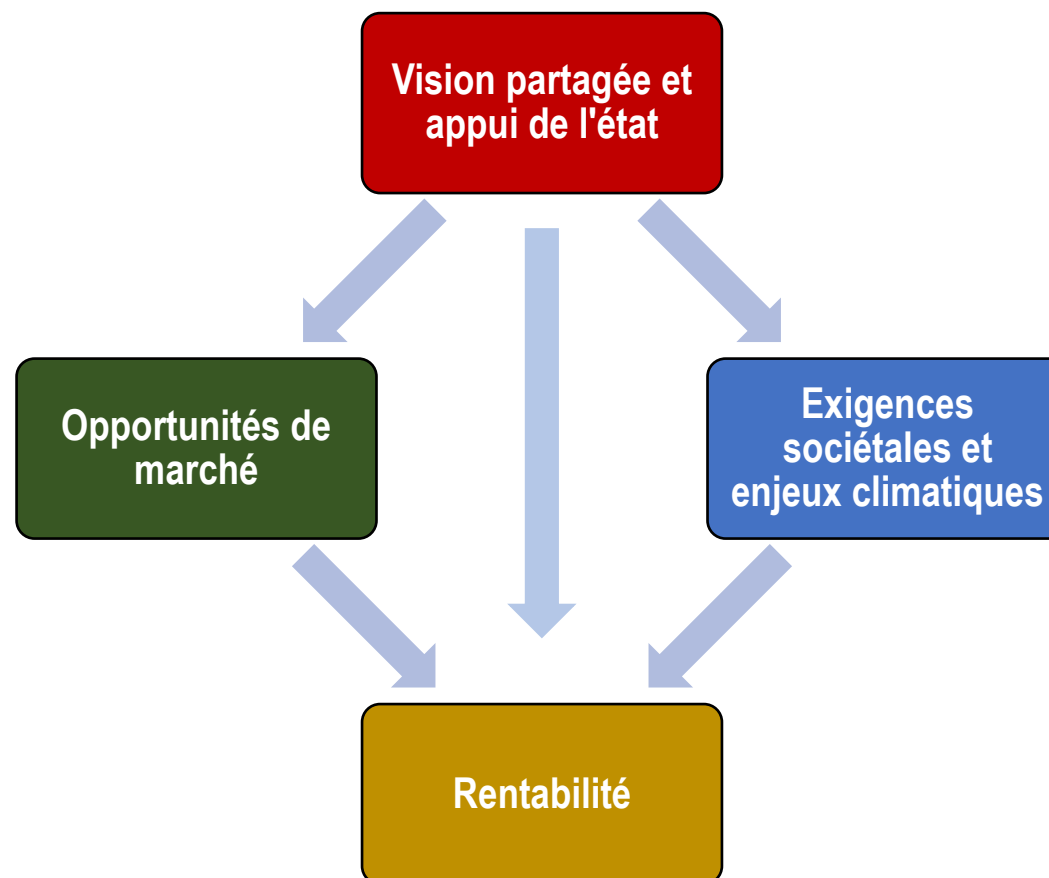 Vision partagée et
appui de l'état
Opportunités de
marché
Exigences
sociétales et
enjeux climatiques
Rentabilité